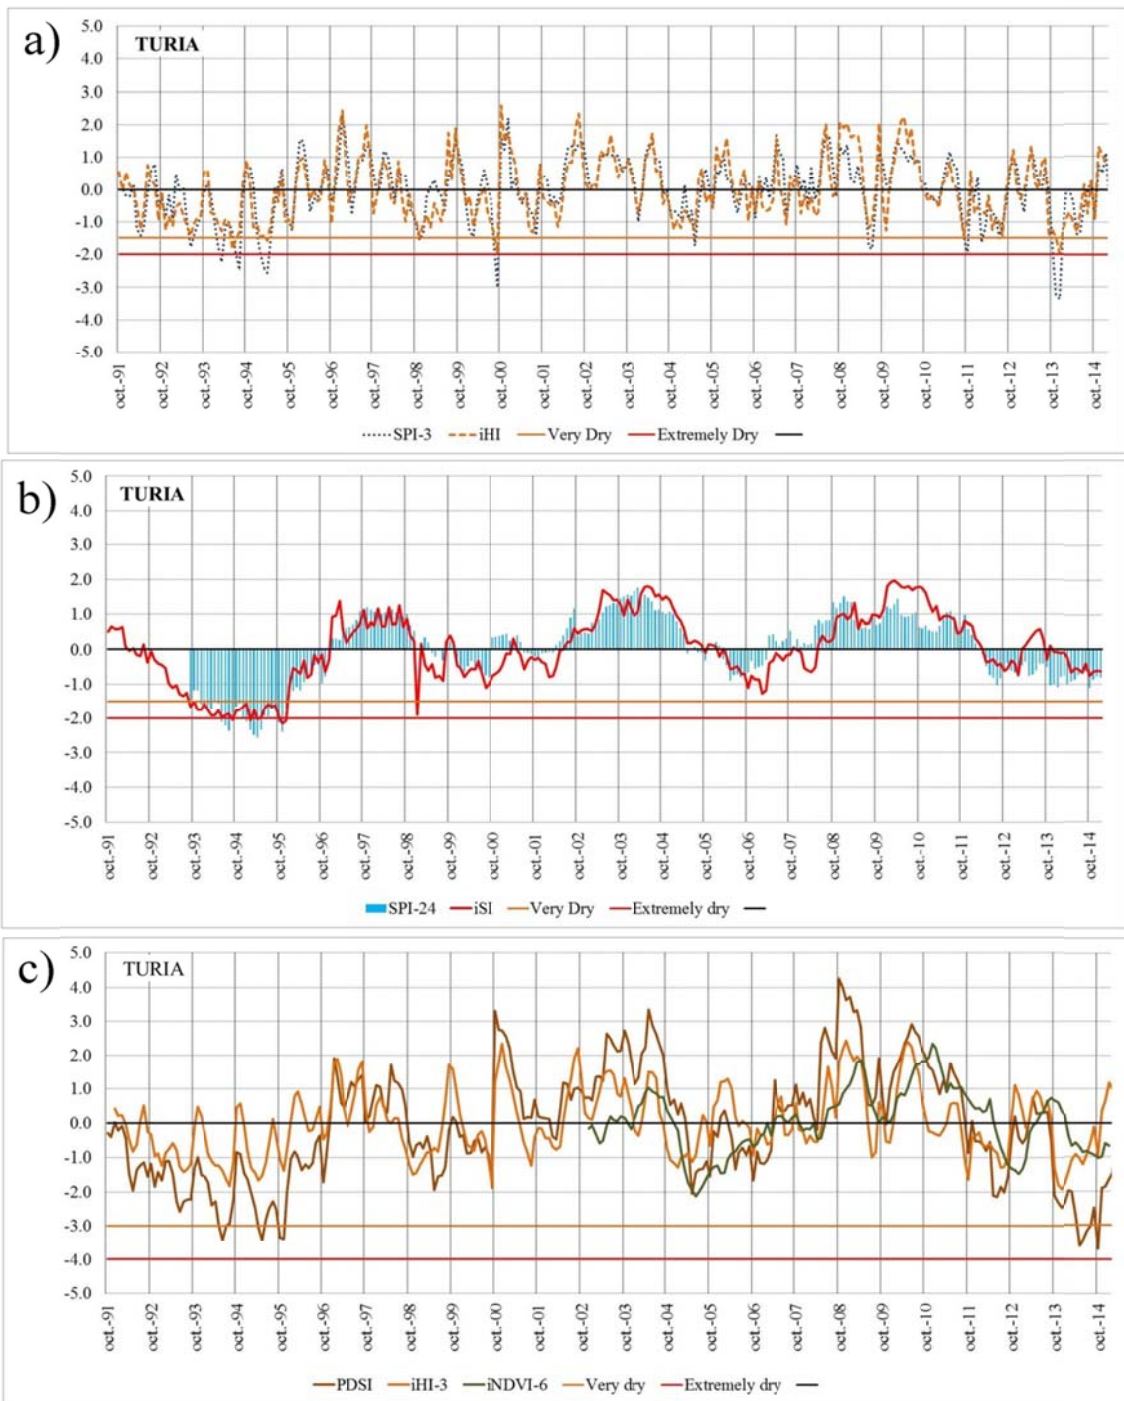 a)
TURIA
5.0
4.0
3.0
2.0
1.0
0.0
-1.0
-2.0
-3.0
-4.0
-5.0
oct.-91 oct.-92 oct.-93 oct.-94 oct.-95 oct.-96 oct.-97 oct.-98 oct.-99 oct.-00 oct.-01 oct.-02 oct.-03 oct.-04 oct.-05 oct.-06 oct.-07 oct.-08 oct.-09 oct.-10 oct.-11 oct.-12 oct.-13 oct.-14
SPI-3 iHI Very Dry Extremely Dry
b)
TURIA
5.0
4.0
3.0
2.0
1.0
0.0
-1.0
-2.0
-3.0
-4.0
-5.0
oct.-91 oct.-92 oct.-93 oct.-94 oct.-95 oct.-96 oct.-97 oct.-98 oct.-99 oct.-00 oct.-01 oct.-02 oct.-03 oct.-04 oct.-05 oct.-06 oct.-07 oct.-08 oct.-09 oct.-10 oct.-11 oct.-12 oct.-13 oct.-14
SPI-24 iSI Very Dry Extremely dry
c)
TURIA
5.0
4.0
3.0
2.0
1.0
0.0
-1.0
-2.0
-3.0
-4.0
-5.0
oct.-91 oct.-92 oct.-93 oct.-94 oct.-95 oct.-96 oct.-97 oct.-98 oct.-99 oct.-00 oct.-01 oct.-02 oct.-03 oct.-04 oct.-05 oct.-06 oct.-07 oct.-08 oct.-09 oct.-10 oct.-11 oct.-12 oct.-13 oct.-14
PDSI iHI-3 iNDVI-6 Very dry Extremely dry